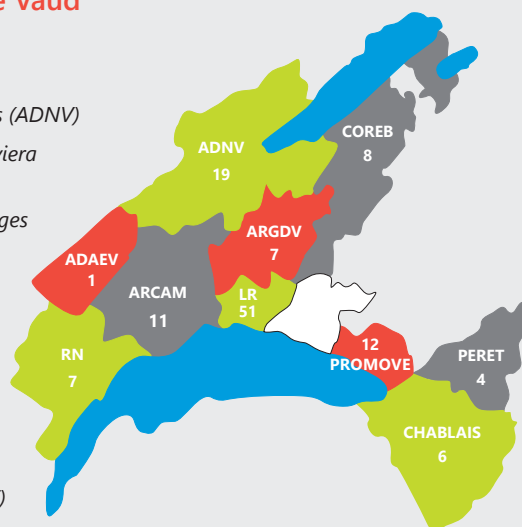 Vaud
s (ADNV)
viera
ges
)
ADNV
19
COREB
8
ARGDV
7
ADAEV
1
ARCAM
11
LR
51
RN
7
12
PROMOVE
PERET
4
CHABLAIS
6